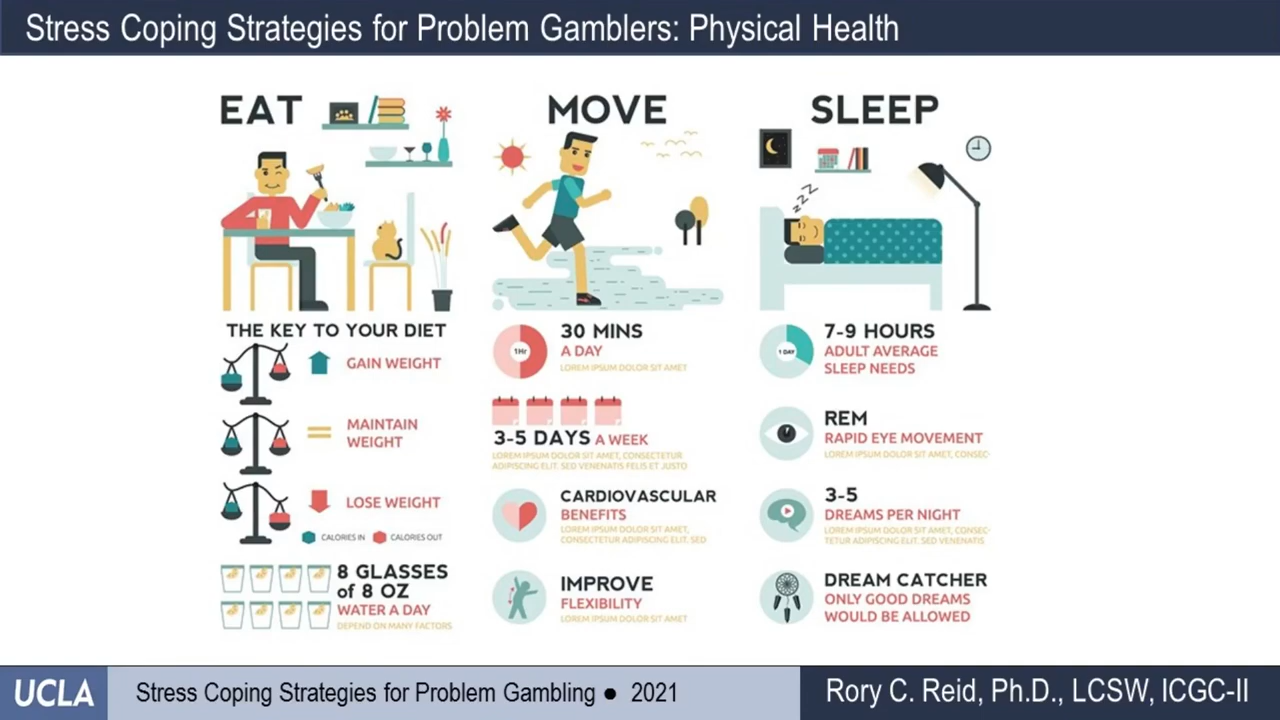 Stress Coping Strategies for Problem Gamblers: Physical Health
EAT
THE KEY TO YOUR DIET
GAIN WEIGHT
MAINTAIN
WEIGHT
LOSE WEIGHT
CALORIES IN
CALORIES OUT
8 GLASSES
of 8 OZ
WATER A DAY
DEPEND ON MANY FACTORS
MOVE
1Hr
30 MINS
A DAY
LOREM IPSUM DOLOR SIT AMET
3-5 DAYS A WEEK
LOREM IPSUM DOLOR SIT AMET, CONSECTETUR
ADIPISCING ELIT. SED VENENATIS FELIS ET JUSTO
CARDIOVASCULAR
BENEFITS
LOREM IPSUM DOLOR SIT AMET,
CONSECTETUR ADIPISCING ELIT. SED
IMPROVE
FLEXIBILITY
LOREM IPSUM DOLOR SIT AMET
SLEEP
zzz
1 DAY
7-9 HOURS
ADULT AVERAGE
SLEEP NEEDS
REM
RAPID EYE MOVEMENT
LOREM IPSUM DOLOR SIT AMET, CONSEC-
3-5
DREAMS PER NIGHT
LOREM IPSUM DOLOR SIT AMET, CONSEC-
TETUR ADIPISCING ELIT. SED VENENATIS
DREAM CATCHER
ONLY GOOD DREAMS
WOULD BE ALLOWED
UCLA
Stress Coping Strategies for Problem Gambling ● 2021
Rory C. Reid, Ph.D., LCSW, ICGC-II